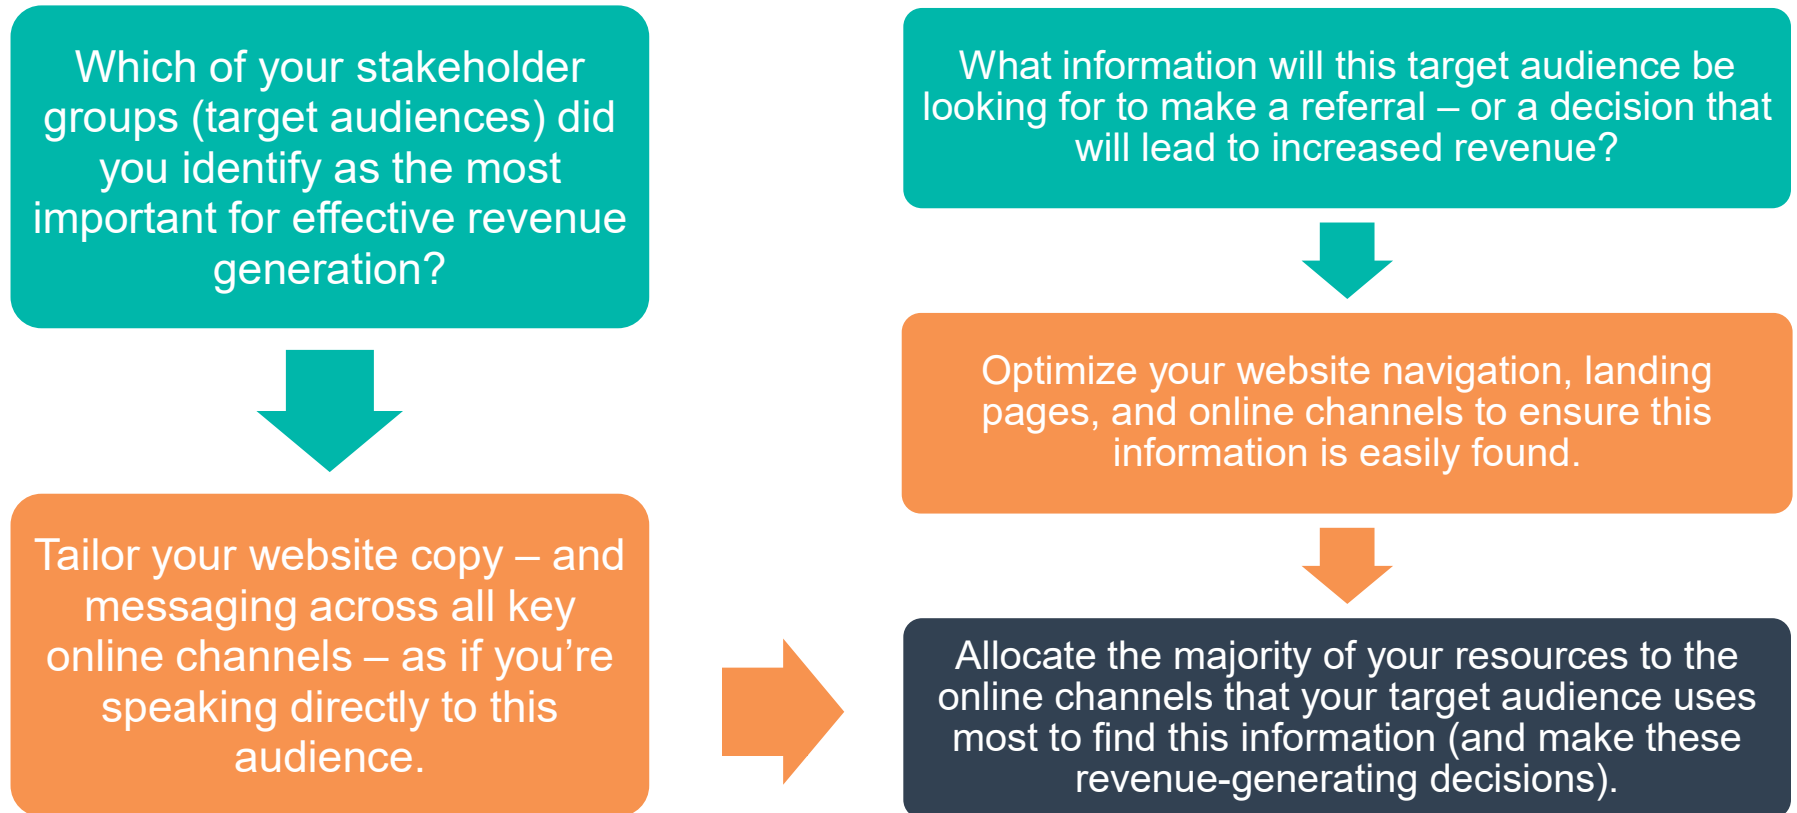 Which of your stakeholder
groups (target audiences) did
you identify as the most
important for effective revenue
generation?
Tailor your website copy – and
messaging across all key
online channels – as if you’re
speaking directly to this
audience.
What information will this target audience be
looking for to make a referral – or a decision that
will lead to increased revenue?
Optimize your website navigation, landing
pages, and online channels to ensure this
information is easily found.
Allocate the majority of your resources to the
online channels that your target audience uses
most to find this information (and make these
revenue-generating decisions).